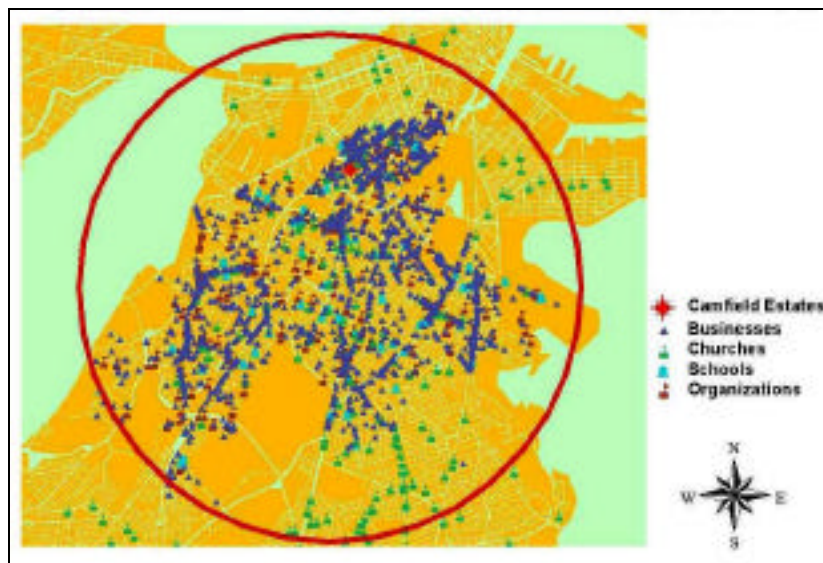 Camfield Estates
Businesses
Churches
Schools
Organizations
N
W E
S